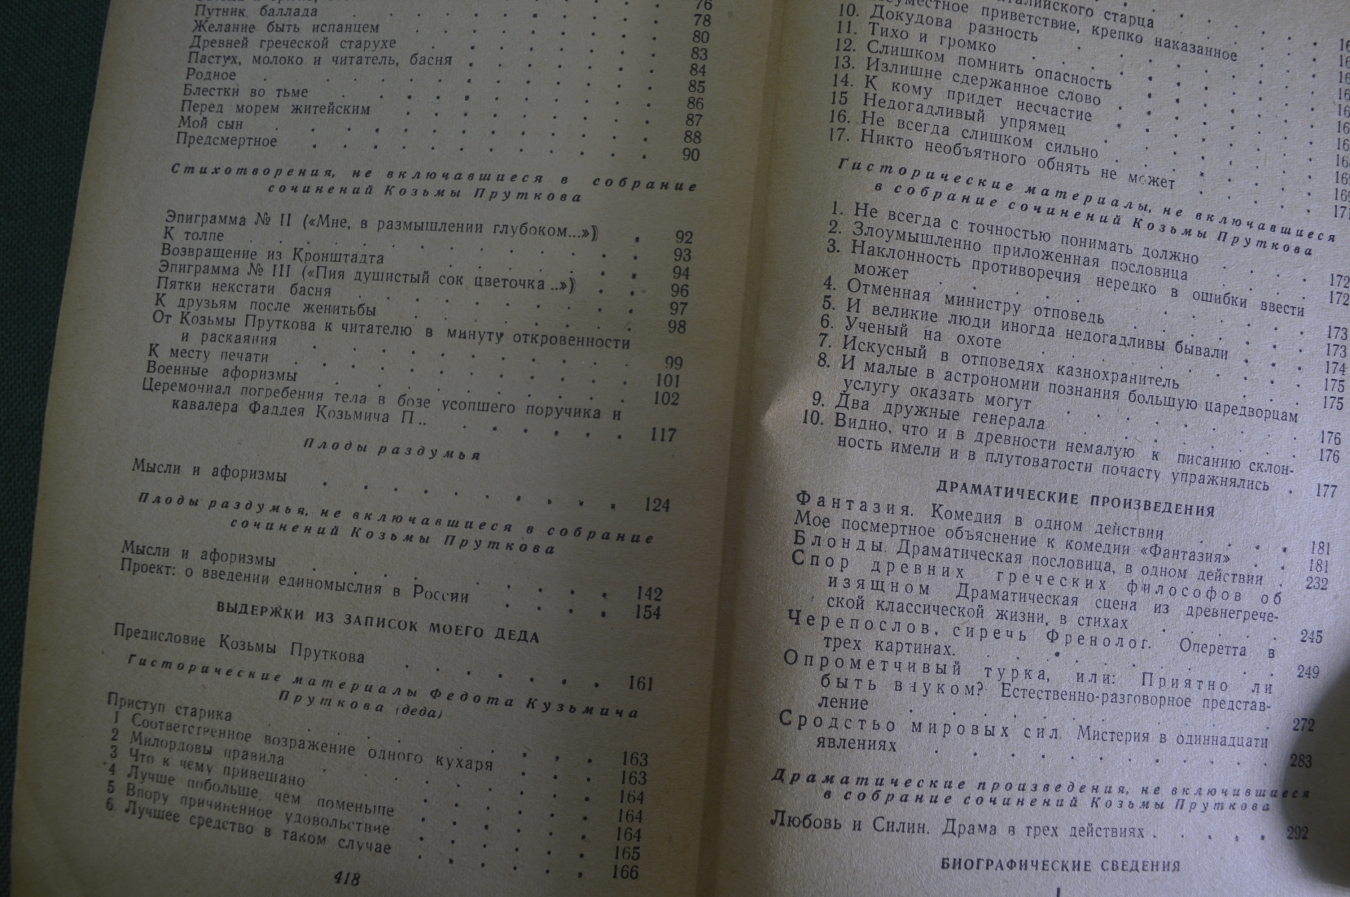 76
Путник баллада 78
Желание быть испанцем 80
Древней греческой старухе 83
Пастух, молоко и читатель, басня 84
Родное 85
Блестки во тьме 86
Перед морем житейским 87
Мой сын 88
Предсмертное 90
Стихотворения, не включавшиеся в собрание
сочинений Козьмы Пруткова
Эпиграмма № II («Мне, в размышлении глубоком...») 92
К толпе 93
Возвращение из Кронштадта 94
Эпиграмма № III («Пия душистый сок цветочка ..») 96
Пятки некстати басня 97
К друзьям после женитьбы 98
От Козьмы Пруткова к читателю в минуту откровенности
и раскаяния 99
К месту печати 101
Военные афоризмы 102
Церемониал погребения тела в бозе усопшего поручика и
кавалера Фаддея Козьмича П .. 117
Плоды раздумья
Мысли и афоризмы 124
Плоды раздумья, не включавшиеся в собрание
сочинений Козьмы Пруткова
Мысли и афоризмы 142
Проект: о введении единомыслия в России 154
ВЫДЕРЖКИ ИЗ ЗАПИСОК МОЕГО ДЕДА
Предисловие Козьмы Пруткова 161
Гисторические материалы Федота Кузьмича
Пруткова (деда)
Приступ старика 163
1 Соответственное возражение одного кухаря 163
2 Милордовы правила 164
3 Что к чему привешано 164
4 Лучше побольше, чем поменьше 164
5 Впору причиненное удовольствие 165
6 Лучшее средство в таком случае 166
418
старца
приветствие, крепко наказанное
10. Докудова разность
11. Тихо и громко
12. Слишком помнить опасность
13. Излишне сдержанное слово
14. К кому придет несчастие
15 Недогадливый упрямец
16. Не всегда слишком сильно
17. Никто необъятного обнять не может
Гисторические материалы, не включавшиеся
в собрание сочинений Козьмы Пруткова
1. Не всегда с точностью понимать должно 172
2. Злоумышленно приложенная пословица 172
3. Наклонность противоречия нередко в ошибки ввести
может 173
4. Отменная министру отповедь 173
5. И великие люди иногда недогадливы бывали 174
6. Ученый на охоте 175
7. Искусный в отповедях казнохранитель 175
8. И малые в астрономии познания большую царедворцам
услугу оказать могут 176
9. Два дружные генерала 176
10. Видно, что и в древности немалую к писанию склон-
ность имели и в плутоватости почасту упражнялись 177
ДРАМАТИЧЕСКИЕ ПРОИЗВЕДЕНИЯ
Фантазия. Комедия в одном действии 181
Мое посмертное объяснение к комедии «Фантазия» 181
Блонды. Драматическая пословица, в одном действии 232
Спор древних греческих философов об
изящном Драматическая сцена из древнегрече-
ской классической жизни, в стихах 245
Черепослов, сиречь Френолог. Оперетта в
трех картинах. 249
Опрометчивый турка, или: Приятно ли
быть внуком? Естественно-разговорное представ-
ление 272
Сродство мировых сил. Мистерия в одиннадцати
явлениях 283
Драматические произведения, не включившиеся
в собрание сочинений Козьмы Пруткова
Любовь и Силин. Драма в трех действиях 292
БИОГРАФИЧЕСКИЕ СВЕДЕНИЯ